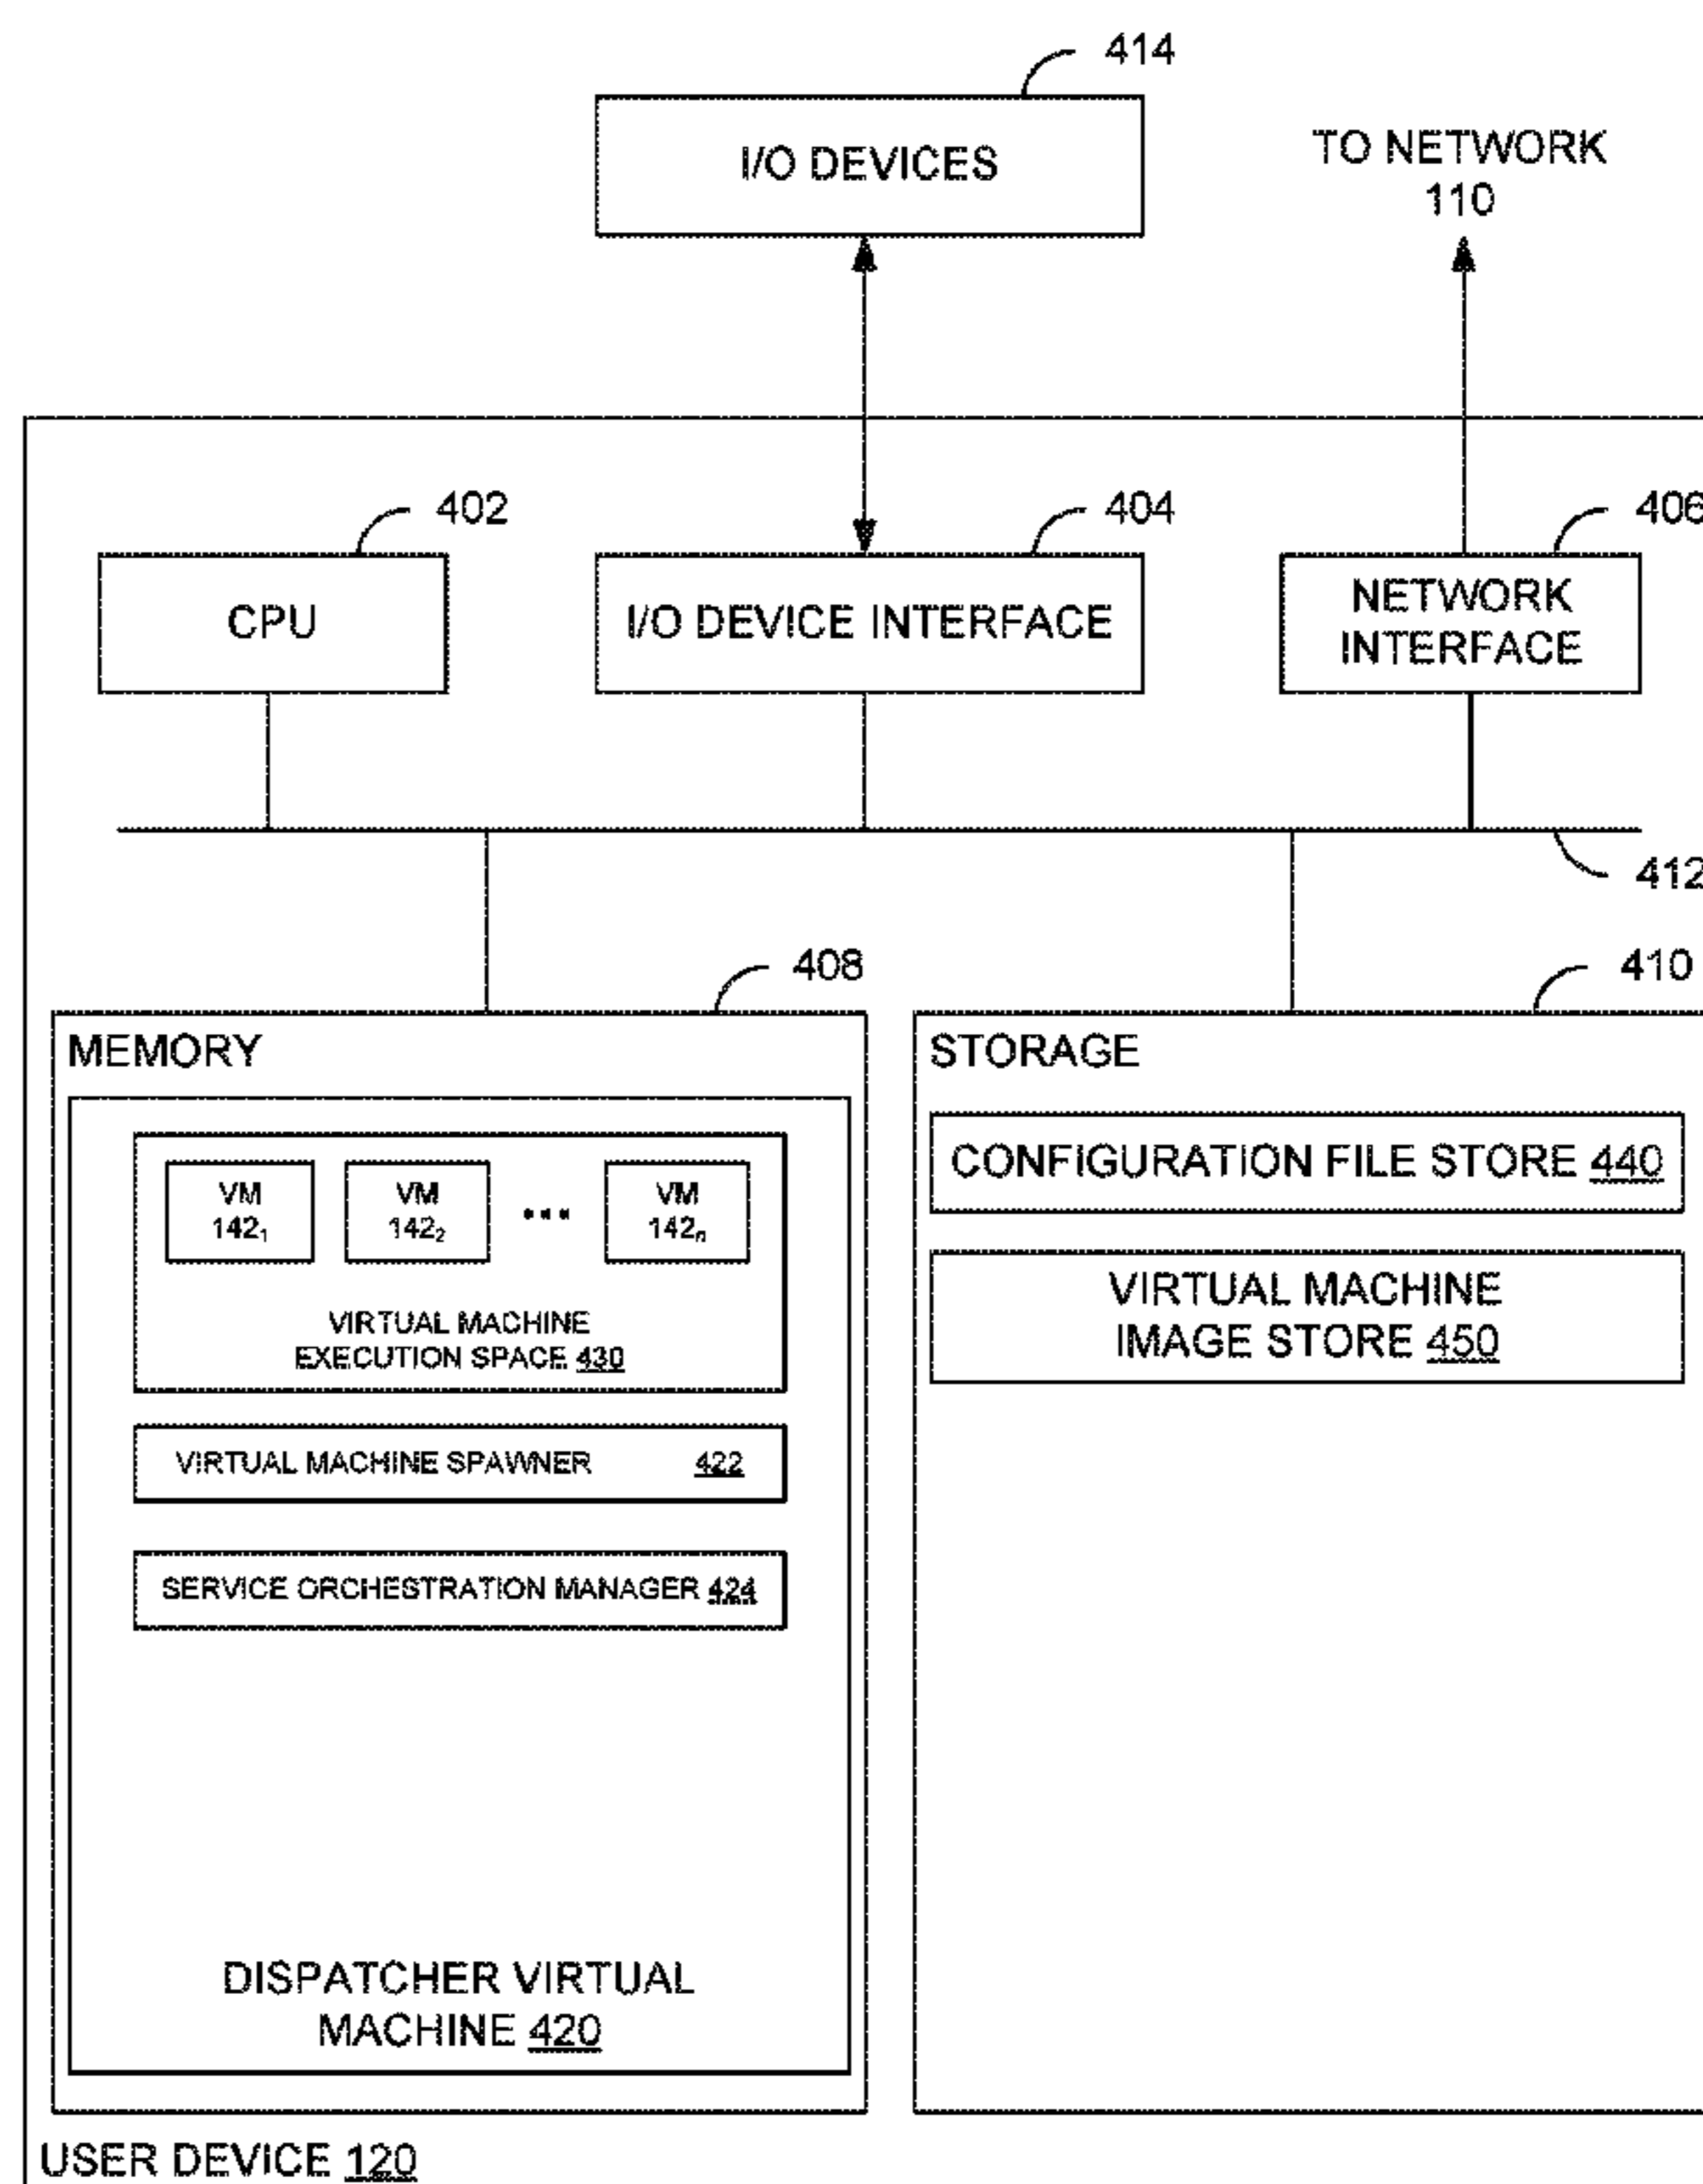 414
I/O DEVICES
TO NETWORK
110
402
404
406
CPU
I/O DEVICE INTERFACE
NETWORK
INTERFACE
412
408
410
MEMORY
VM
142₁
VM
142₂
•••
VM
142ₙ
VIRTUAL MACHINE
EXECUTION SPACE 430
VIRTUAL MACHINE SPAWNER 422
SERVICE ORCHESTRATION MANAGER 424
DISPATCHER VIRTUAL
MACHINE 420
STORAGE
CONFIGURATION FILE STORE 440
VIRTUAL MACHINE
IMAGE STORE 450
USER DEVICE 120